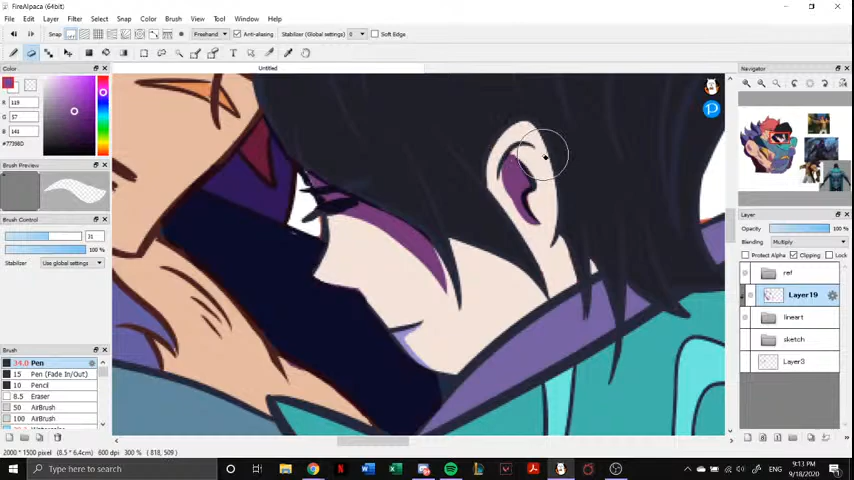 FireAlpaca (64bit)
File Edit Layer Filter Select Snap Color Brush View Tool Window Help
Snap Freehand Anti-aliasing Stabilizer (Global settings) 0 Soft Edge
Color
Untitled
Navigator
R 119
G 57
B 141
#77398D
Brush Preview
Brush Control
31
100 %
Stabilizer Use global settings
Layer
Opacity 100 %
Blending Multiply
Protect Alpha Clipping Lock
ref
Layer19
lineart
sketch
Layer3
Brush
34.0 Pen
15 Pen (Fade In/Out)
10 Pencil
8.5 Eraser
50 AirBrush
100 AirBrush
2000 * 1500 pixel (8.5 * 6.4cm) 600 dpi 300 % ( 818, 509 )
Type here to search
ENG
9:13 PM
9/18/2020